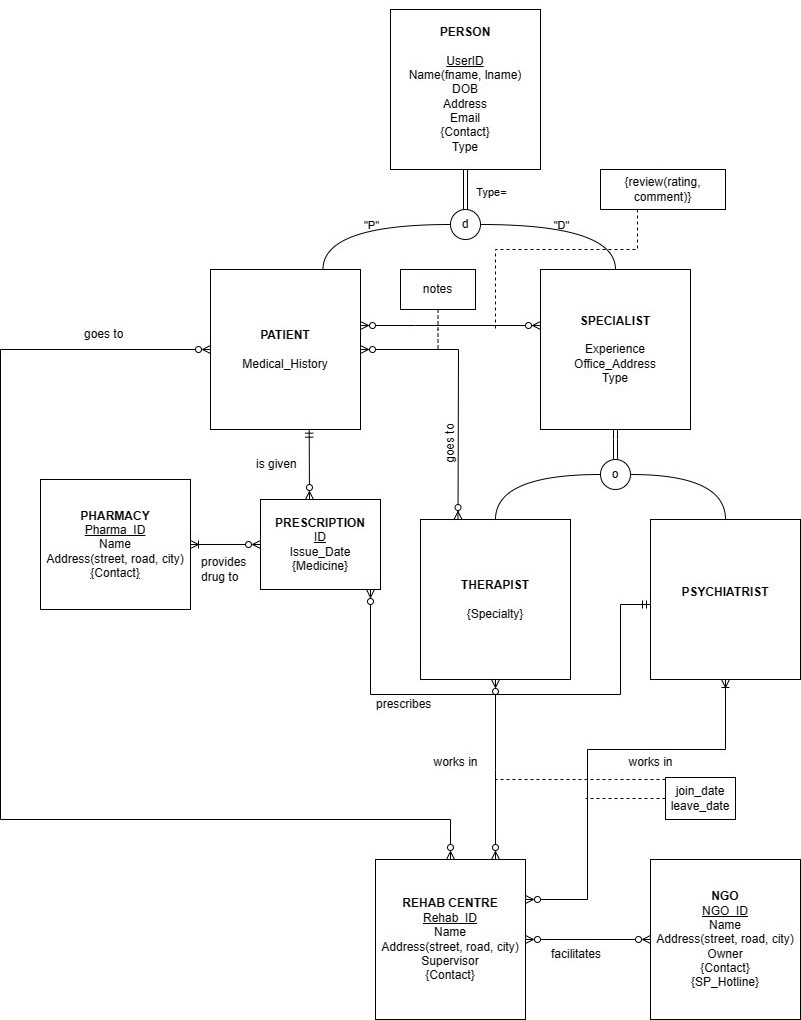 PERSON
UserID
Name(fname, lname)
DOB
Address
Email
{Contact}
Type
Type=
{review(rating,
comment)}
"P"
d
"D"
notes
goes to
PATIENT
Medical_History
SPECIALIST
Experience
Office_Address
Type
goes to
is given
o
PHARMACY
Pharma_ID
Name
Address(street, road, city)
{Contact}
provides
drug to
PRESCRIPTION
ID
Issue_Date
{Medicine}
THERAPIST
{Specialty}
PSYCHIATRIST
prescribes
works in
works in
join_date
leave_date
REHAB CENTRE
Rehab_ID
Name
Address(street, road, city)
Supervisor
{Contact}
facilitates
NGO
NGO_ID
Name
Address(street, road, city)
Owner
{Contact}
{SP_Hotline}